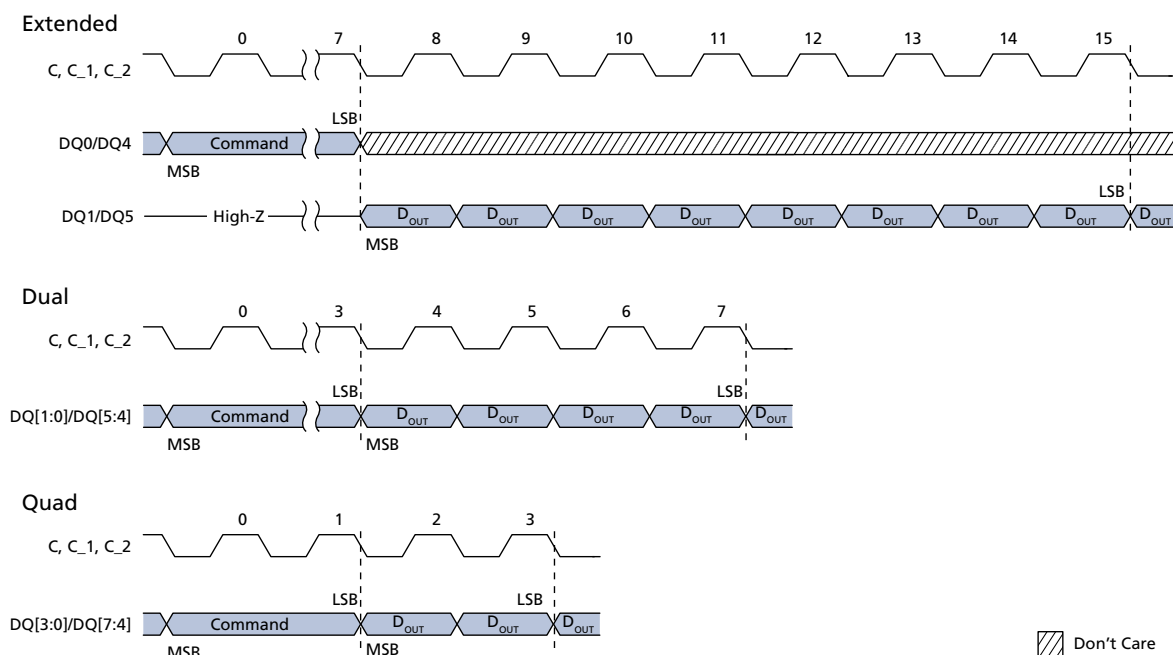 Extended
0 7 8 9 10 11 12 13 14 15
C, C_1, C_2
LSB
DQ0/DQ4 Command
MSB
LSB
DQ1/DQ5 High-Z DOUT DOUT DOUT DOUT DOUT DOUT DOUT DOUT DOUT
MSB
Dual
0 3 4 5 6 7
C, C_1, C_2
LSB LSB
DQ[1:0]/DQ[5:4] Command DOUT DOUT DOUT DOUT DOUT
MSB MSB
Quad
0 1 2 3
C, C_1, C_2
LSB LSB
DQ[3:0]/DQ[7:4] Command DOUT DOUT DOUT
MSB MSB
Don't Care